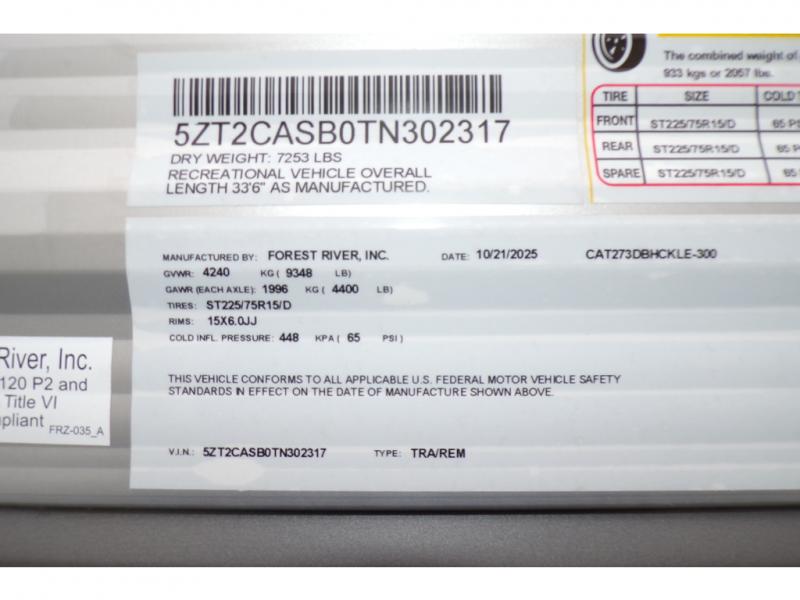 The combined weight of
933 kgs or 2057 lbs.
TIRE SIZE COLD
FRONT ST225/75R15/D 65
REAR ST225/75R15/D 65
SPARE ST225/75R15/D 65
5ZT2CASB0TN302317
DRY WEIGHT: 7253 LBS
RECREATIONAL VEHICLE OVERALL
LENGTH 33'6" AS MANUFACTURED.
MANUFACTURED BY: FOREST RIVER, INC. DATE: 10/21/2025 CAT273DBHCKLE-300
GVWR: 4240 KG ( 9348 LB)
GAWR (EACH AXLE): 1996 KG ( 4400 LB)
TIRES: ST225/75R15/D
RIMS: 15X6.0JJ
COLD INFL. PRESSURE: 448 KPA ( 65 PSI)
THIS VEHICLE CONFORMS TO ALL APPLICABLE U.S. FEDERAL MOTOR VEHICLE SAFETY
STANDARDS IN EFFECT ON THE DATE OF MANUFACTURE SHOWN ABOVE.
V.I.N.: 5ZT2CASB0TN302317 TYPE: TRA/REM
River, Inc.
120 P2 and
Title VI
pliant FRZ-035_A